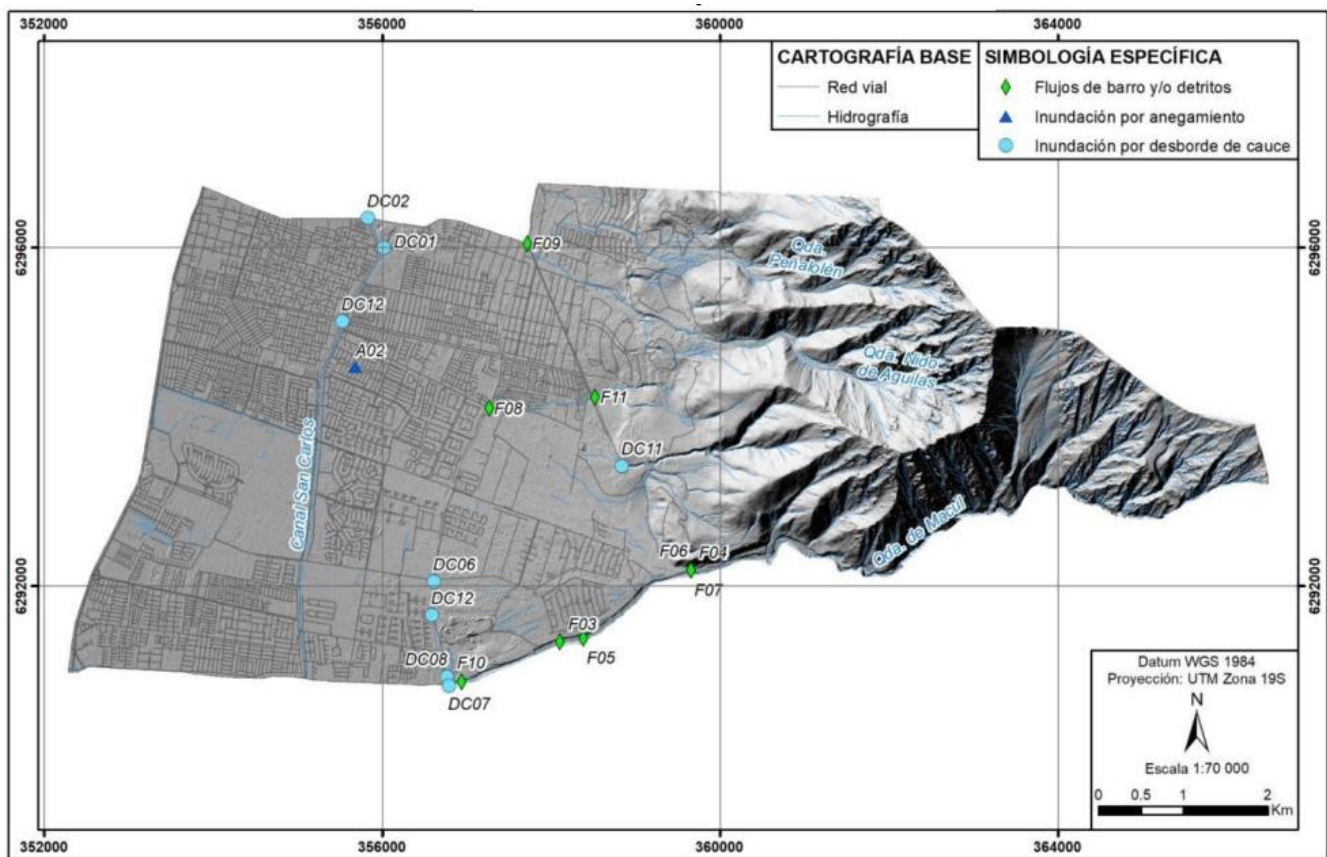 352000 356000 360000 364000
CARTOGRAFÍA BASE
Red vial
Hidrografía
SIMBOLOGÍA ESPECÍFICA
Flujos de barro y/o detritos
Inundación por anegamiento
Inundación por desborde de cauce
DC02
DC01
F09
6296000
6296000
Qda.
Peñalolén
DC12
A02
Qda. Nido
de Aguilas
F08
F11
DC11
Canal San Carlos
Qda. de Macul
F06
F04
F07
DC06
6292000
6292000
DC12
F03
F05
DC08
F10
DC07
Datum WGS 1984
Proyección: UTM Zona 19S
N
Escala 1:70 000
0 0.5 1 2
Km
352000 356000 360000 364000